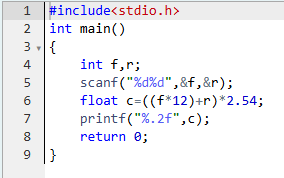 1 #include<stdio.h>
2 int main()
3 {
4     int f,r;
5     scanf("%d%d",&f,&r);
6     float c=((f*12)+r)*2.54;
7     printf("%.2f",c);
8     return 0;
9 }